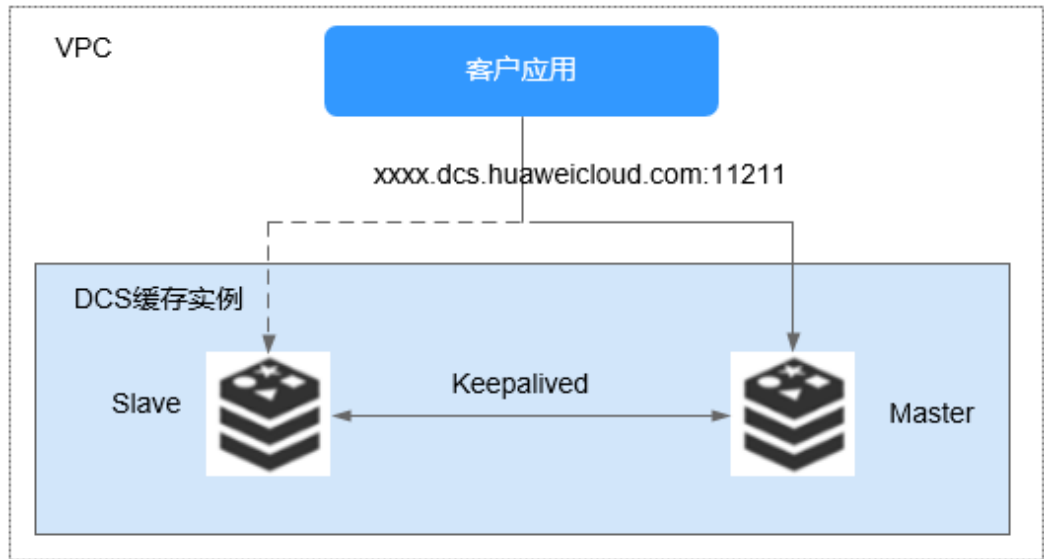 VPC
客户应用
xxxx.dcs.huaweicloud.com:11211
DCS缓存实例
Keepalived
Slave
Master